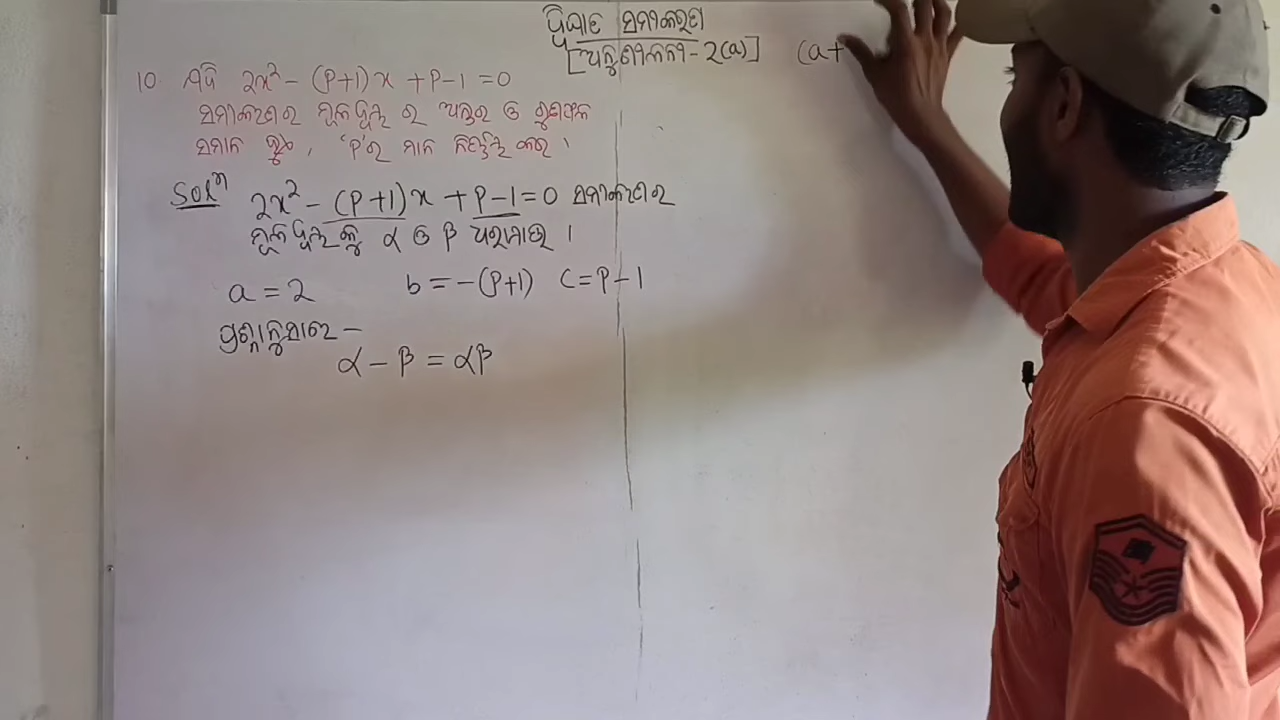 ଦ୍ୱିଘାତ ସମୀକରଣ
[ଅନୁଶୀଳନୀ - 2(a)] (a+
10 ଯଦି 2x² - (P+1)x + P-1 = 0
ସମୀକରଣର ମୂଳଦ୍ୱୟ ର ଅନ୍ତର ଓ ଗୁଣଫଳ
ସମାନ ହୁଏ, 'P'ର ମାନ ନିର୍ଣ୍ଣୟ କର ।
Solⁿ 2x² - (P+1)x + P-1 = 0 ସମୀକରଣର
ମୂଳଦ୍ୱୟକୁ α ଓ β ଧରାଯାଉ ।
a = 2 b = -(P+1) C = P-1
ପ୍ରଶ୍ନାନୁସାରେ -
α - β = αβ